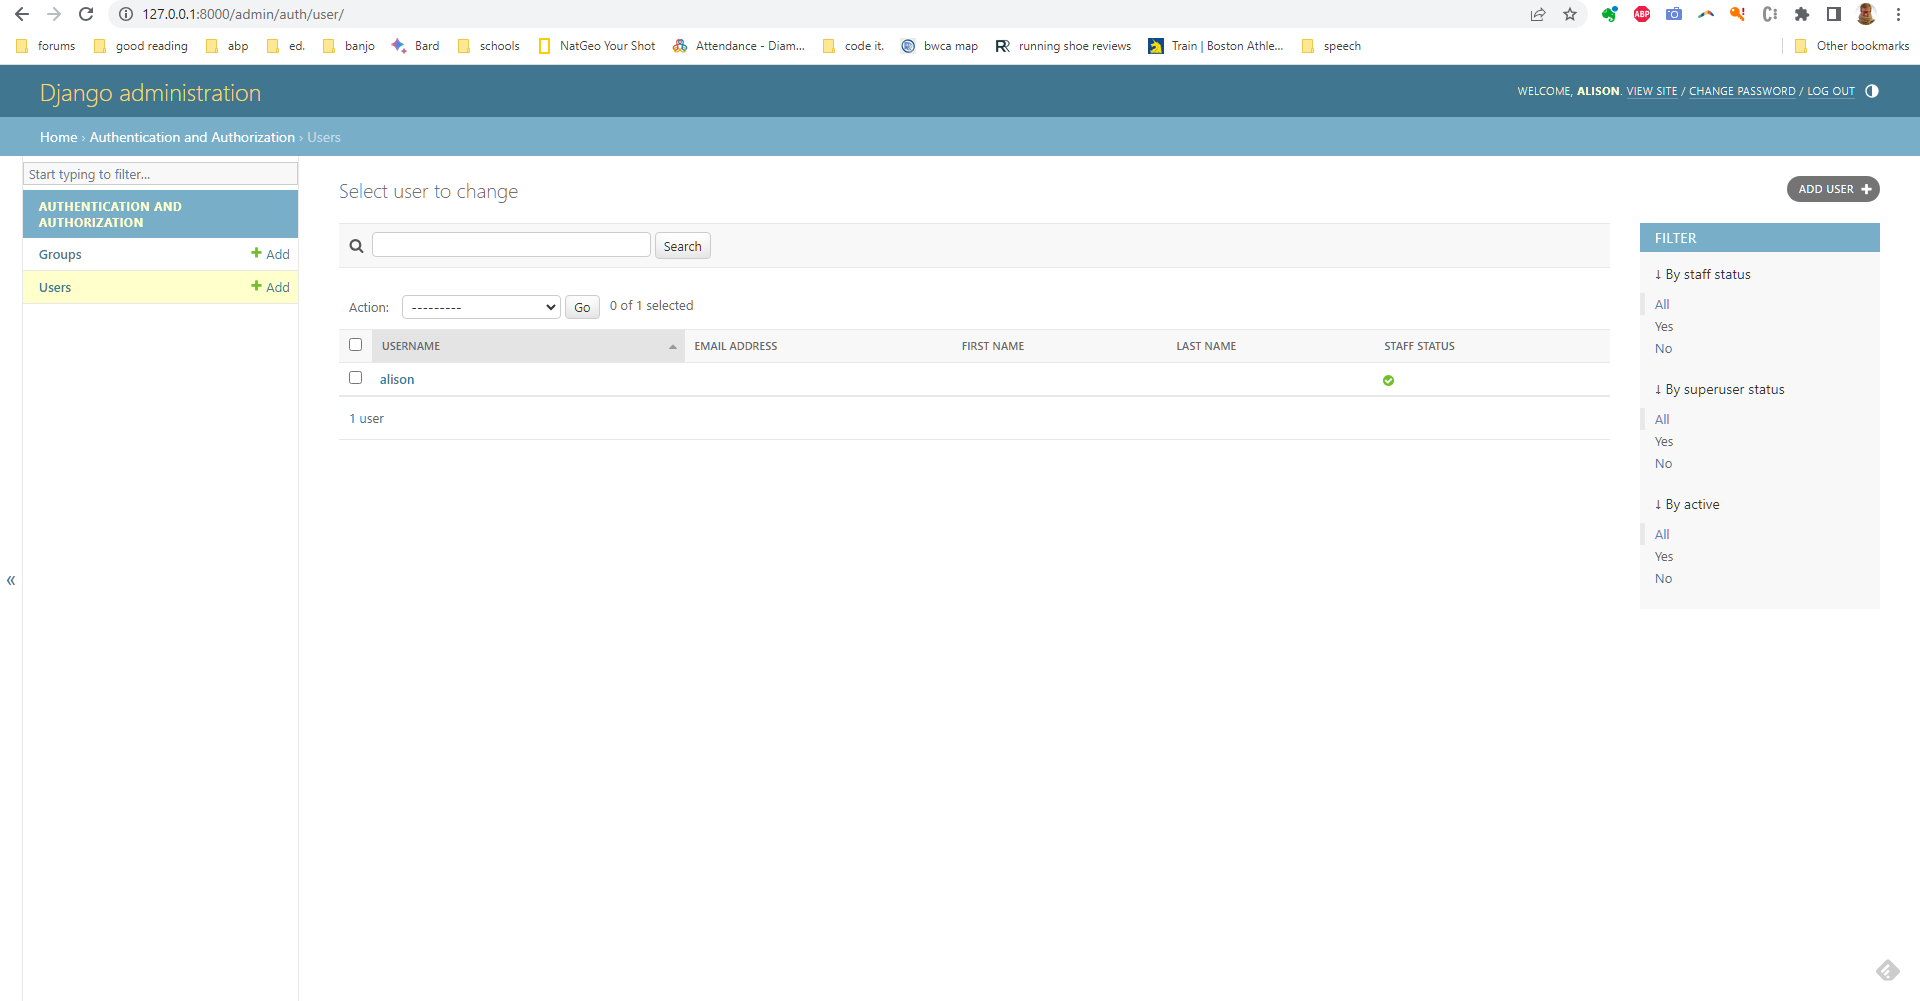 127.0.0.1:8000/admin/auth/user/
ABP
forums good reading abp ed. banjo Bard schools NatGeo Your Shot Attendance - Diam... code it. bwca map running shoe reviews Train | Boston Athle... speech Other bookmarks
Django administration
WELCOME, ALISON. VIEW SITE / CHANGE PASSWORD / LOG OUT
Home › Authentication and Authorization › Users
Start typing to filter...
AUTHENTICATION AND
AUTHORIZATION
Groups + Add
Users + Add
«
Select user to change
ADD USER +
Search
Action: --------- Go 0 of 1 selected
USERNAME EMAIL ADDRESS FIRST NAME LAST NAME STAFF STATUS
alison
1 user
FILTER
↓ By staff status
All
Yes
No
↓ By superuser status
All
Yes
No
↓ By active
All
Yes
No